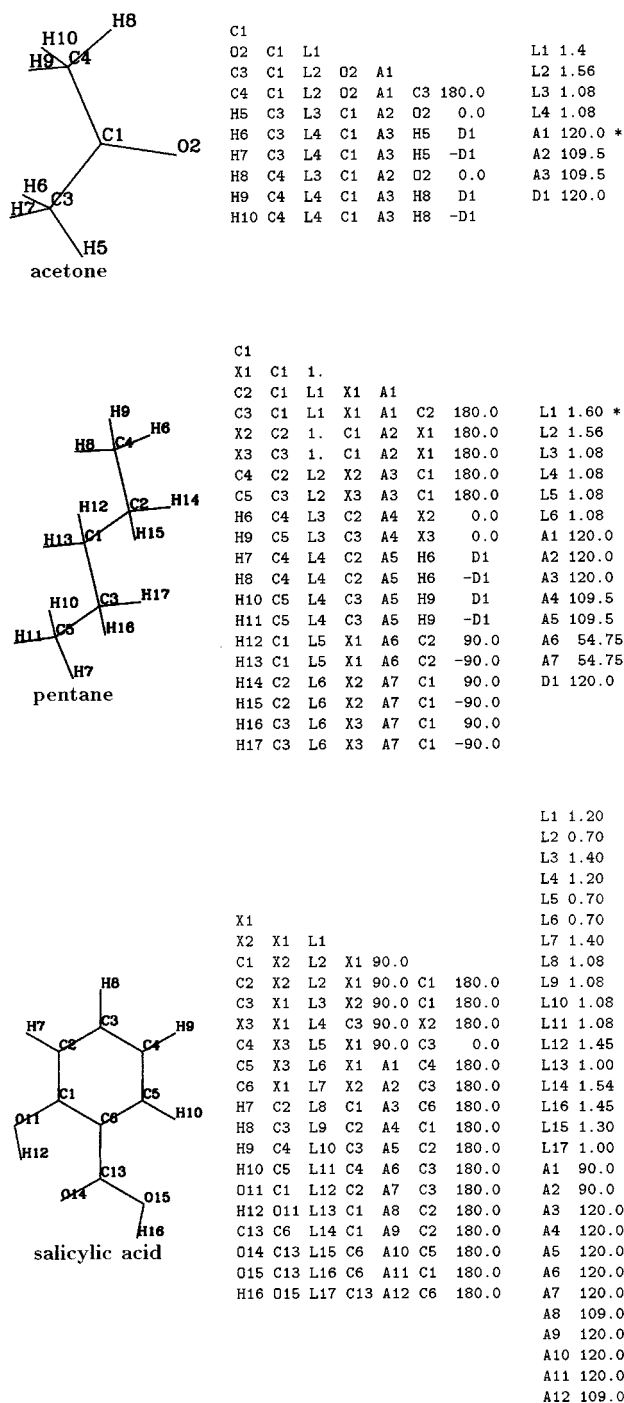 H8
H10
C4
H9
C1
O2
H6
C3
H7
H5
acetone
C1
O2 C1 L1
C3 C1 L2 O2 A1
C4 C1 L2 O2 A1 C3 180.0
H5 C3 L3 C1 A2 O2 0.0
H6 C3 L4 C1 A3 H5 D1
H7 C3 L4 C1 A3 H5 -D1
H8 C4 L3 C1 A2 O2 0.0
H9 C4 L4 C1 A3 H8 D1
H10 C4 L4 C1 A3 H8 -D1
L1 1.4
L2 1.56
L3 1.08
L4 1.08
A1 120.0 *
A2 109.5
A3 109.5
D1 120.0
H9
H6
H8
C4
H12
C2
H14
H13
C1
H15
H10
C3
H17
H11
C5
H16
H7
pentane
C1
X1 C1 1.
C2 C1 L1 X1 A1
C3 C1 L1 X1 A1 C2 180.0
X2 C2 1. C1 A2 X1 180.0
X3 C3 1. C1 A2 X1 180.0
C4 C2 L2 X2 A3 C1 180.0
C5 C3 L2 X3 A3 C1 180.0
H6 C4 L3 C2 A4 X2 0.0
H9 C5 L3 C3 A4 X3 0.0
H7 C4 L4 C2 A5 H6 D1
H8 C4 L4 C2 A5 H6 -D1
H10 C5 L4 C3 A5 H9 D1
H11 C5 L4 C3 A5 H9 -D1
H12 C1 L5 X1 A6 C2 90.0
H13 C1 L5 X1 A6 C2 -90.0
H14 C2 L6 X2 A7 C1 90.0
H15 C2 L6 X2 A7 C1 -90.0
H16 C3 L6 X3 A7 C1 90.0
H17 C3 L6 X3 A7 C1 -90.0
L1 1.60 *
L2 1.56
L3 1.08
L4 1.08
L5 1.08
L6 1.08
A1 120.0
A2 120.0
A3 120.0
A4 109.5
A5 109.5
A6 54.75
A7 54.75
D1 120.0
H8
C3
H7
C2
C4
H9
C1
C5
O11
C6
H10
H12
C13
O14
O15
H16
salicylic acid
X1
X2 X1 L1
C1 X2 L2 X1 90.0
C2 X2 L2 X1 90.0 C1 180.0
C3 X1 L3 X2 90.0 C1 180.0
X3 X1 L4 C3 90.0 X2 180.0
C4 X3 L5 X1 90.0 C3 0.0
C5 X3 L6 X1 A1 C4 180.0
C6 X1 L7 X2 A2 C3 180.0
H7 C2 L8 C1 A3 C6 180.0
H8 C3 L9 C2 A4 C1 180.0
H9 C4 L10 C3 A5 C2 180.0
H10 C5 L11 C4 A6 C3 180.0
O11 C1 L12 C2 A7 C3 180.0
H12 O11 L13 C1 A8 C2 180.0
C13 C6 L14 C1 A9 C2 180.0
O14 C13 L15 C6 A10 C5 180.0
O15 C13 L16 C6 A11 C1 180.0
H16 O15 L17 C13 A12 C6 180.0
L1 1.20
L2 0.70
L3 1.40
L4 1.20
L5 0.70
L6 0.70
L7 1.40
L8 1.08
L9 1.08
L10 1.08
L11 1.08
L12 1.45
L13 1.00
L14 1.54
L16 1.45
L15 1.30
L17 1.00
A1 90.0
A2 90.0
A3 120.0
A4 120.0
A5 120.0
A6 120.0
A7 120.0
A8 109.0
A9 120.0
A10 120.0
A11 120.0
A12 109.0